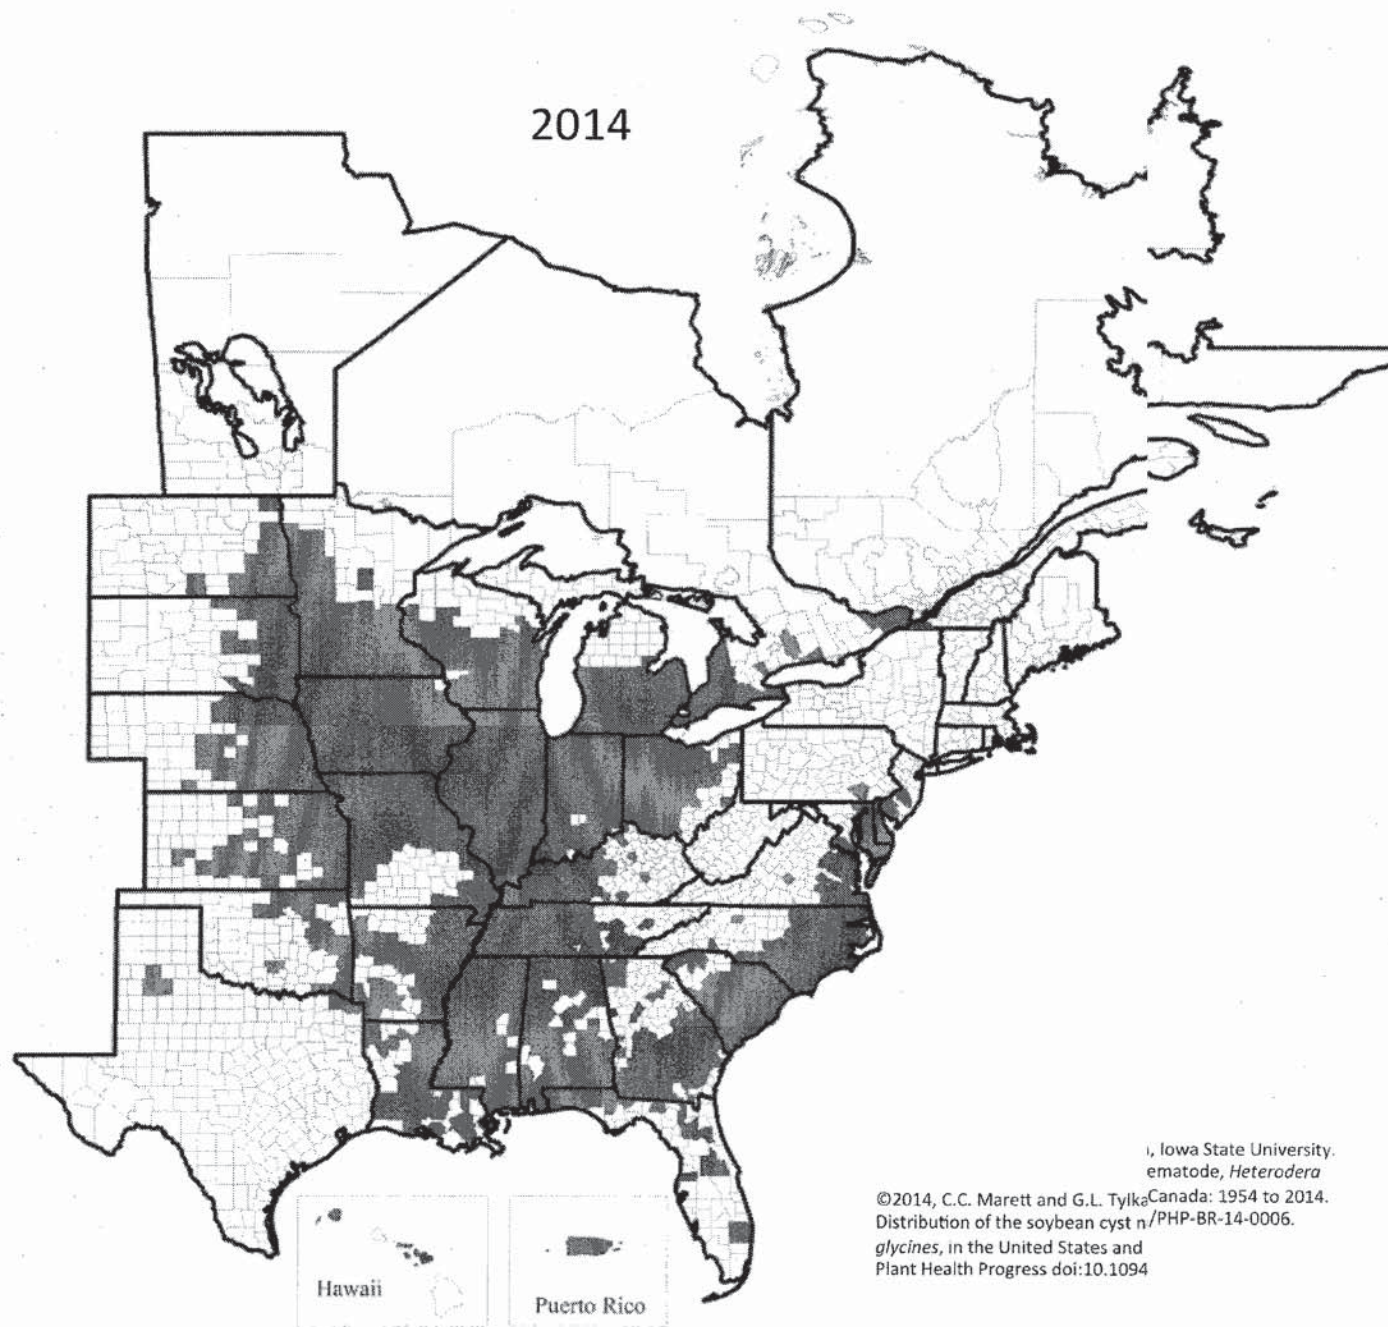 2014
, Iowa State University.
ematode, Heterodera
©2014, C.C. Marett and G.L. Tylka Canada: 1954 to 2014.
Distribution of the soybean cyst n /PHP-BR-14-0006.
glycines, in the United States and
Plant Health Progress doi:10.1094
Hawaii
Puerto Rico